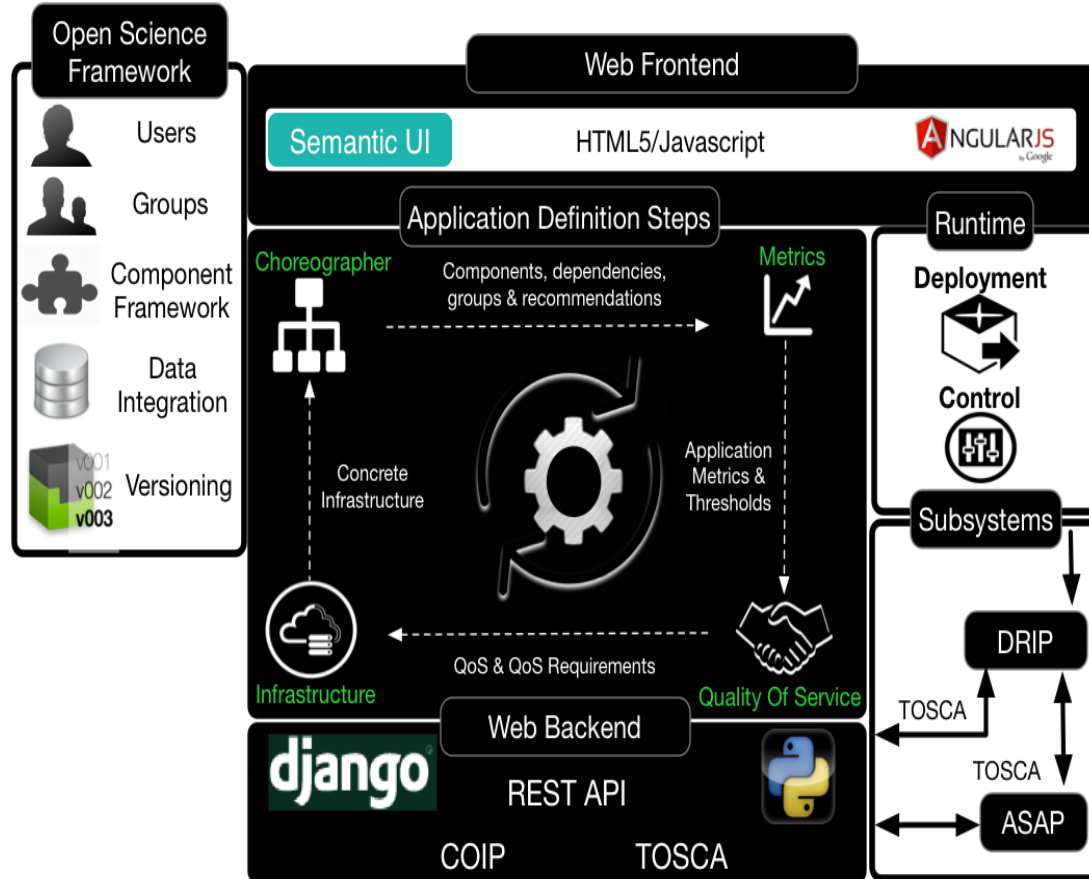 Open Science
Framework
Users
Groups
Component
Framework
Data
Integration
v001
v002
v003
Versioning
Web Frontend
Semantic UI
HTML5/Javascript
ANGULARJS
by Google
Application Definition Steps
Choreographer
Components, dependencies,
groups & recommendations
Metrics
Concrete
Infrastructure
Application
Metrics &
Thresholds
Infrastructure
QoS & QoS Requirements
Quality Of Service
Web Backend
django
REST API
COIP
TOSCA
Runtime
Deployment
Control
Subsystems
DRIP
TOSCA
TOSCA
ASAP